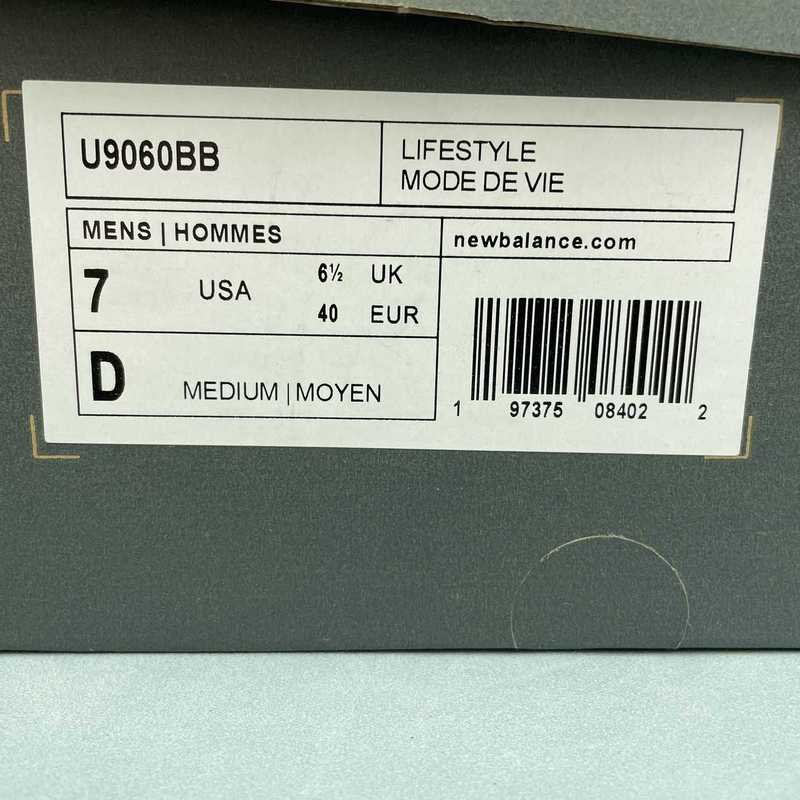 U9060BB
LIFESTYLE
MODE DE VIE
MENS | HOMMES
newbalance.com
7 USA 6½ UK
40 EUR
D MEDIUM | MOYEN
1 97375 08402 2